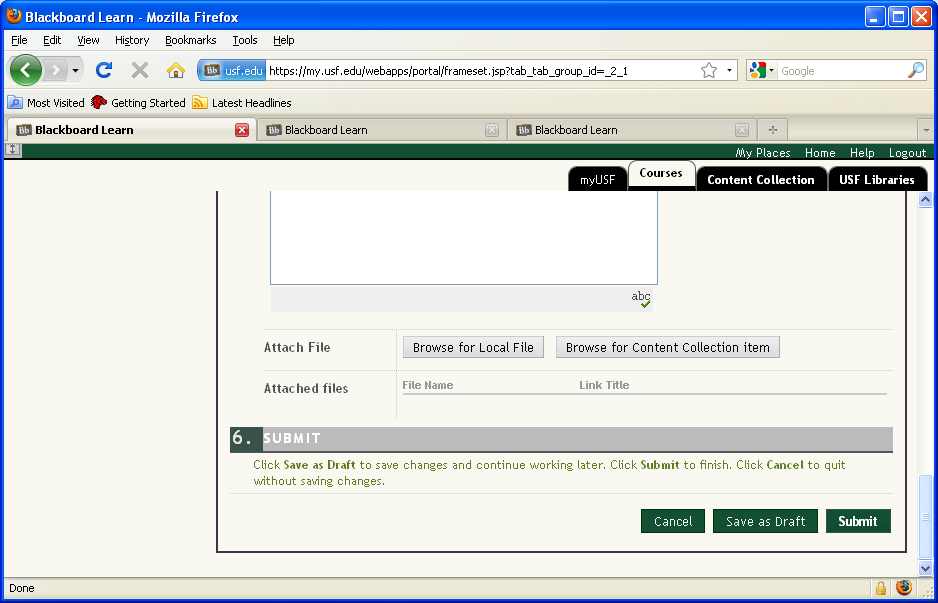 Blackboard Learn - Mozilla Firefox
File Edit View History Bookmarks Tools Help
Bb usf.edu https://my.usf.edu/webapps/portal/frameset.jsp?tab_tab_group_id=_2_1 Google
Most Visited Getting Started Latest Headlines
Bb Blackboard Learn Bb Blackboard Learn Bb Blackboard Learn
My Places Home Help Logout
myUSF Courses Content Collection USF Libraries
abc
Attach File Browse for Local File Browse for Content Collection item
Attached files File Name Link Title
6. SUBMIT
Click Save as Draft to save changes and continue working later. Click Submit to finish. Click Cancel to quit
without saving changes.
Cancel Save as Draft Submit
Done